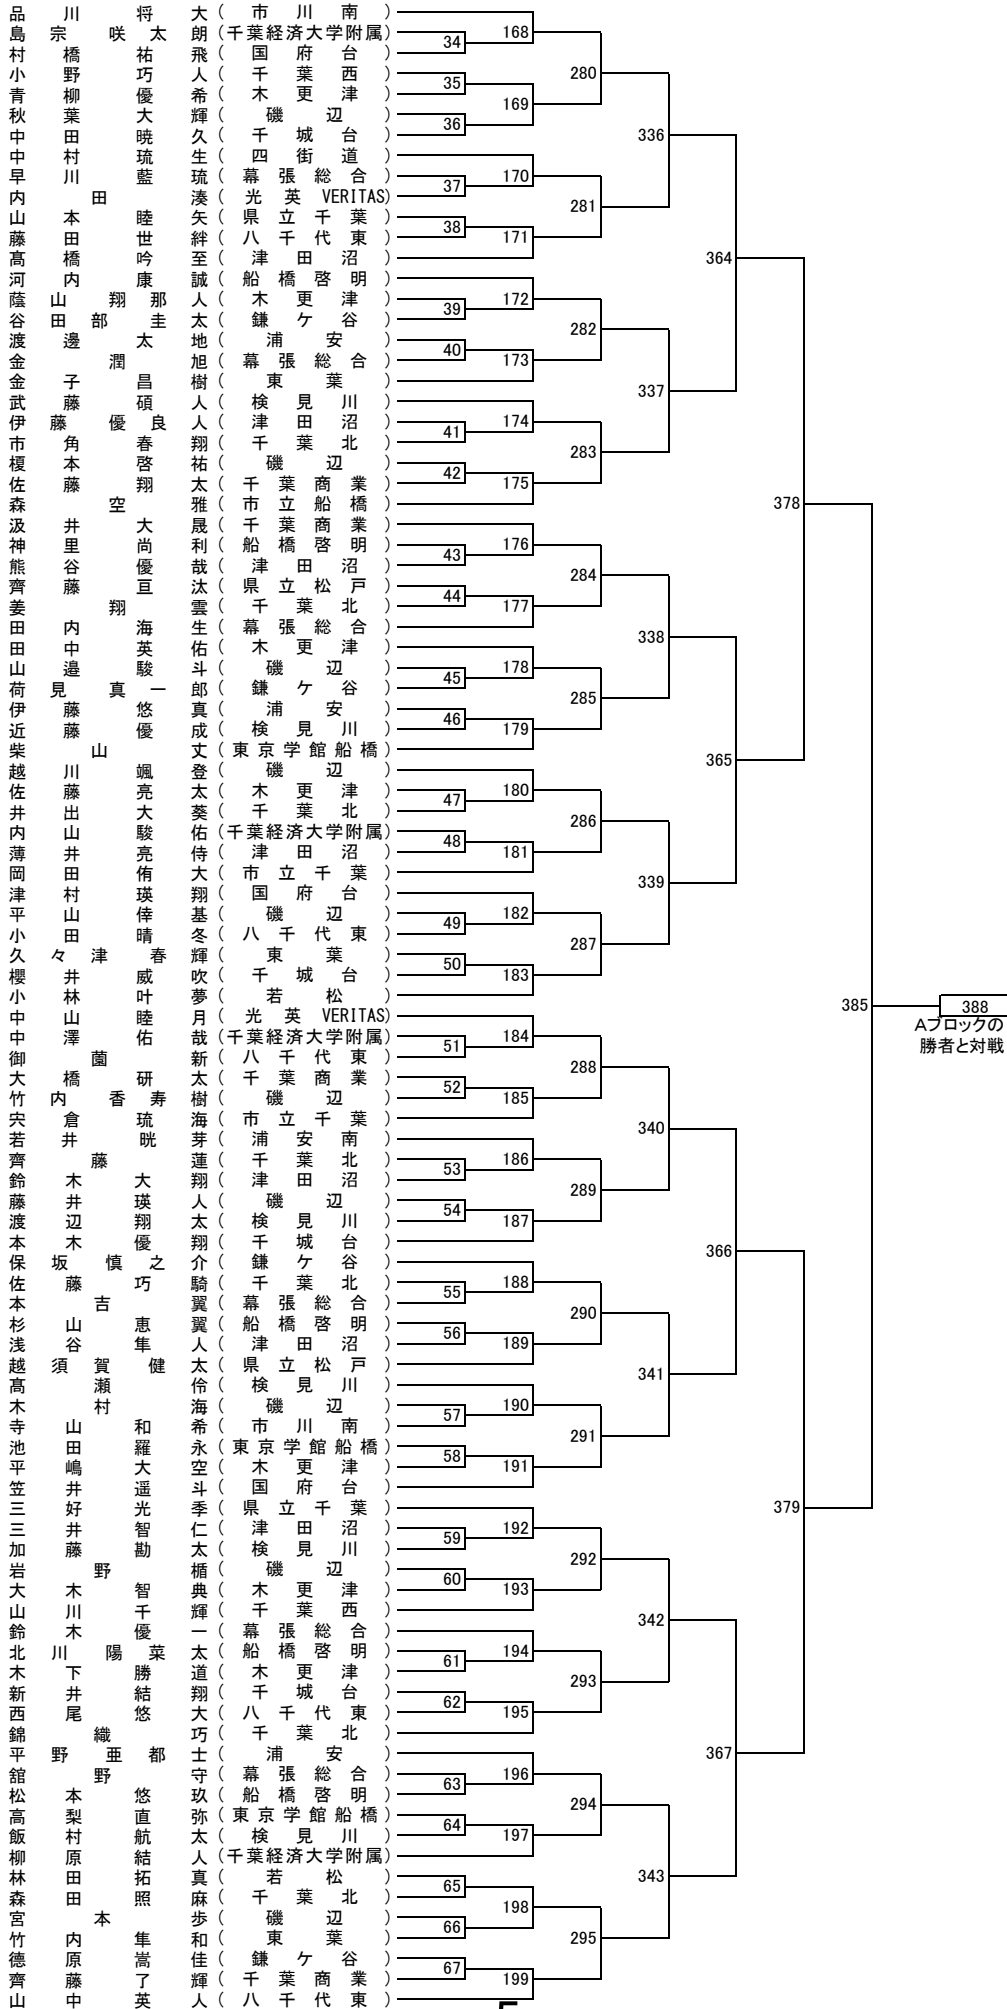 品川将大(市川南)
島宗咲太朗(千葉経済大学附属) 168
村橋祐飛(国府台) 34
小野巧人(千葉西) 280
青柳優希(木更津) 35
秋葉大輝(磯辺) 169
中田暁久(千城台) 36 336
中村琉生(四街道)
早川藍琉(幕張総合) 170
内田湊(光英VERITAS) 37
山本睦矢(県立千葉) 281
藤田世絆(八千代東) 38 171
髙橋吟至(津田沼) 364
河内康誠(船橋啓明)
蔭山翔那人(木更津) 172
谷田部圭太(鎌ケ谷) 39
渡邊太地(浦安) 282
金潤旭(幕張総合) 40 173
金子昌樹(東葉) 337
武藤碩人(検見川)
伊藤優良人(津田沼) 174
市角春翔(千葉北) 41
榎本啓祐(磯辺) 283
佐藤翔太(千葉商業) 42 175
森空雅(市立船橋) 378
汲井大晟(千葉商業)
神里尚利(船橋啓明) 176
熊谷優哉(津田沼) 43
齊藤亘汰(県立松戸) 284
姜翔雲(千葉北) 44 177
田内海生(幕張総合) 338
田中英佑(木更津)
山邉駿斗(磯辺) 178
荷見真一郎(鎌ケ谷) 45
伊藤悠真(浦安) 285
近藤優成(検見川) 46 179
柴山丈(東京学館船橋) 365
越川颯登(磯辺)
佐藤亮太(木更津) 180
井出大葵(千葉北) 47
内山駿佑(千葉経済大学附属) 286
薄井亮侍(津田沼) 48 181
岡田侑大(市立千葉) 339
津村瑛翔(国府台)
平山倖基(磯辺) 182
小田晴冬(八千代東) 49
久々津春輝(東葉) 287
櫻井威吹(千城台) 50 183
小林叶夢(若松) 385 388
中山睦月(光英VERITAS) Aブロックの
中澤佑哉(千葉経済大学附属) 184 勝者と対戦
御薗新(八千代東) 51
大橋研太(千葉商業) 288
竹内香寿樹(磯辺) 52 185
宍倉琉海(市立千葉) 340
若井晄芽(浦安南)
齊藤蓮(千葉北) 186
鈴木大翔(津田沼) 53
藤井瑛人(磯辺) 289
渡辺翔太(検見川) 54 187
本木優翔(千城台) 366
保坂慎之介(鎌ケ谷)
佐藤巧騎(千葉北) 188
本吉翼(幕張総合) 55
杉山恵翼(船橋啓明) 290
浅谷隼人(津田沼) 56 189
越須賀健太(県立松戸) 341
髙瀬伶(検見川)
木村海(磯辺) 190
寺山和希(市川南) 57
池田羅永(東京学館船橋) 291
平嶋大空(木更津) 58 191
笠井遥斗(国府台)
三好光季(県立千葉) 379
三井智仁(津田沼) 192
加藤勘太(検見川) 59
岩野楯(磯辺) 292
大木智典(木更津) 60 193
山川千輝(千葉西) 342
鈴木優一(幕張総合)
北川陽菜太(船橋啓明) 194
木下勝道(木更津) 61
新井結翔(千城台) 293
西尾悠大(八千代東) 62 195
錦織巧(千葉北)
平野亜都士(浦安) 367
舘野守(幕張総合) 196
松本悠玖(船橋啓明) 63
高梨直弥(東京学館船橋) 294
飯村航太(検見川) 64 197
柳原結人(千葉経済大学附属)
林田拓真(若松) 343
森田照麻(千葉北) 65
宮本歩(磯辺) 198
竹内隼和(東葉) 66 295
德原嵩佳(鎌ケ谷)
齊藤了輝(千葉商業) 67 199
山中英人(八千代東)